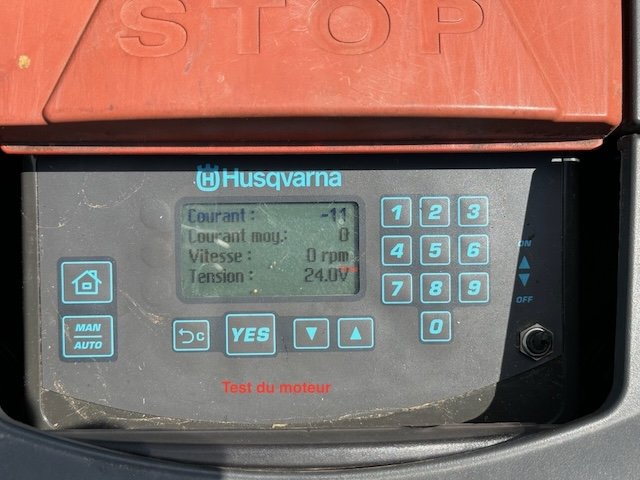 STOP
Husqvarna
Courant : -11
Courant moy.: 0
Vitesse : 0 rpm
Tension : 24.0V
1 2 3
4 5 6
7 8 9
0
ON
OFF
MAN
AUTO
C
YES
Test du moteur